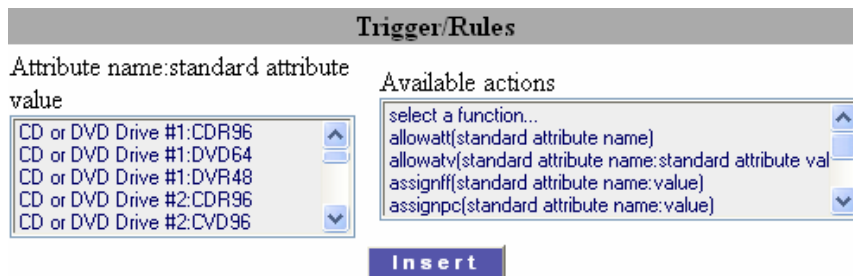 Trigger/Rules
Attribute name:standard attribute
value
CD or DVD Drive #1:CDR96
CD or DVD Drive #1:DVD64
CD or DVD Drive #1:DVR48
CD or DVD Drive #2:CDR96
CD or DVD Drive #2:CVD96
Available actions
select a function...
allowatt(standard attribute name)
allowatv(standard attribute name:standard attribute val
assignff(standard attribute name:value)
assignpc(standard attribute name:value)
Insert